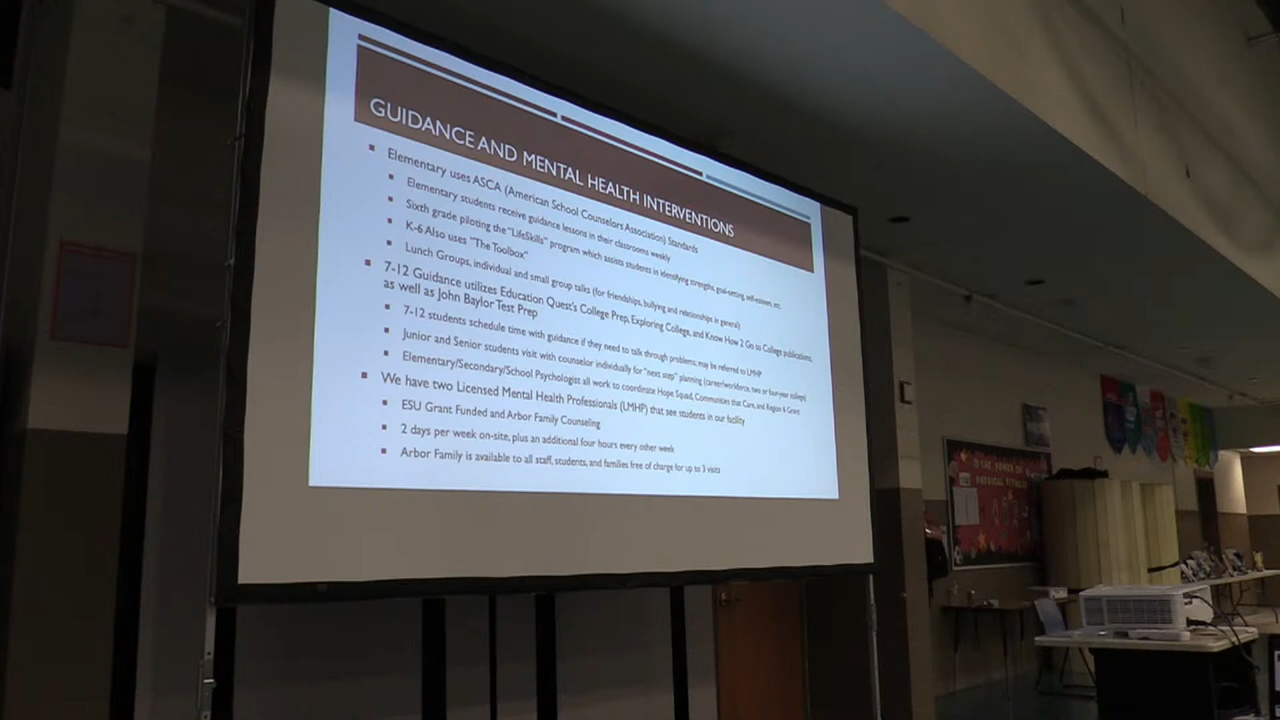 GUIDANCE AND MENTAL HEALTH INTERVENTIONS
Elementary uses ASCA (American School Counselors Association) Standards
Elementary students receive guidance lessons in their classrooms weekly
Sixth grade piloting the "LifeSkills" program which assists students in identifying strengths, goal-setting, self-esteem, etc.
K-6 Also uses "The Toolbox"
Lunch Groups, individual and small group talks (for friendships, bullying and relationships in general)
7-12 Guidance utilizes Education Quest's College Prep, Exploring College, and Know How 2 Go to College publications,
as well as John Baylor Test Prep
7-12 students schedule time with guidance if they need to talk through problems; may be referred to LMHP
Junior and Senior students visit with counselor individually for "next step" planning (career/workforce, two or four-year college)
Elementary/Secondary/School Psychologist all work to coordinate Hope Squad, Communities that Care, and Region 6 Grant
We have two Licensed Mental Health Professionals (LMHP) that see students in our facility
ESU Grant Funded and Arbor Family Counseling
2 days per week on-site, plus an additional four hours every other week
Arbor Family is available to all staff, students, and families free of charge for up to 3 visits
THE POWER OF
PHYSICAL FITNESS